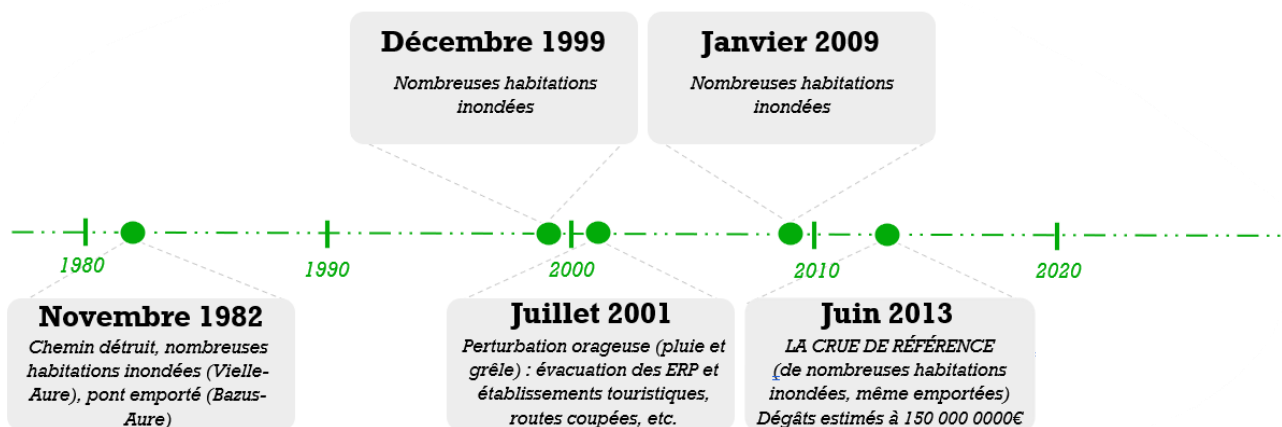 Décembre 1999
Nombreuses habitations
inondées
Janvier 2009
Nombreuses habitations
inondées
1980
1990
2000
2010
2020
Novembre 1982
Chemin détruit, nombreuses
habitations inondées (Vielle-
Aure), pont emporté (Bazus-
Aure)
Juillet 2001
Perturbation orageuse (pluie et
grêle) : évacuation des ERP et
établissements touristiques,
routes coupées, etc.
Juin 2013
LA CRUE DE RÉFÉRENCE
(de nombreuses habitations
inondées, même emportées)
Dégâts estimés à 150 000 0000€